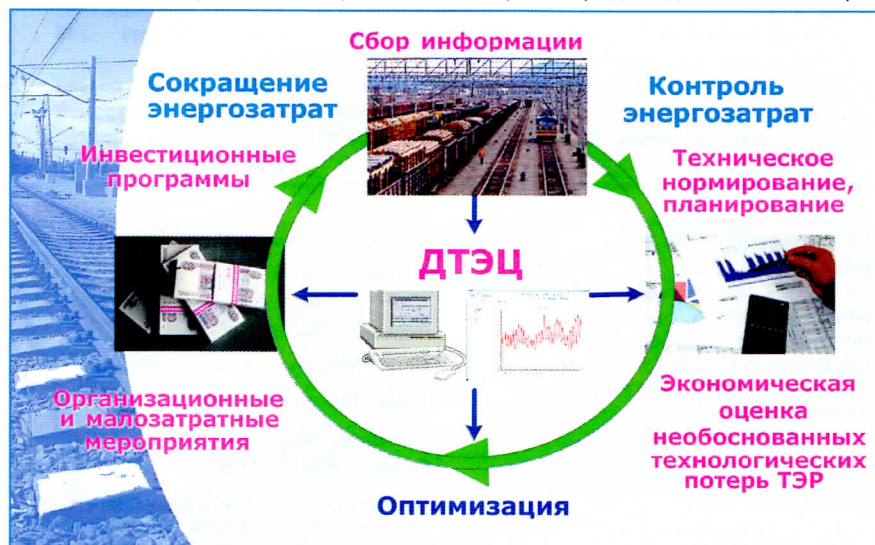 Сбор информации
Сокращение
энергозатрат
Контроль
энергозатрат
Инвестиционные
программы
Техническое
нормирование,
планирование
ДТЭЦ
Организационные
и малозатратные
мероприятия
Экономическая
оценка
необоснованных
технологических
потерь ТЭР
Оптимизация